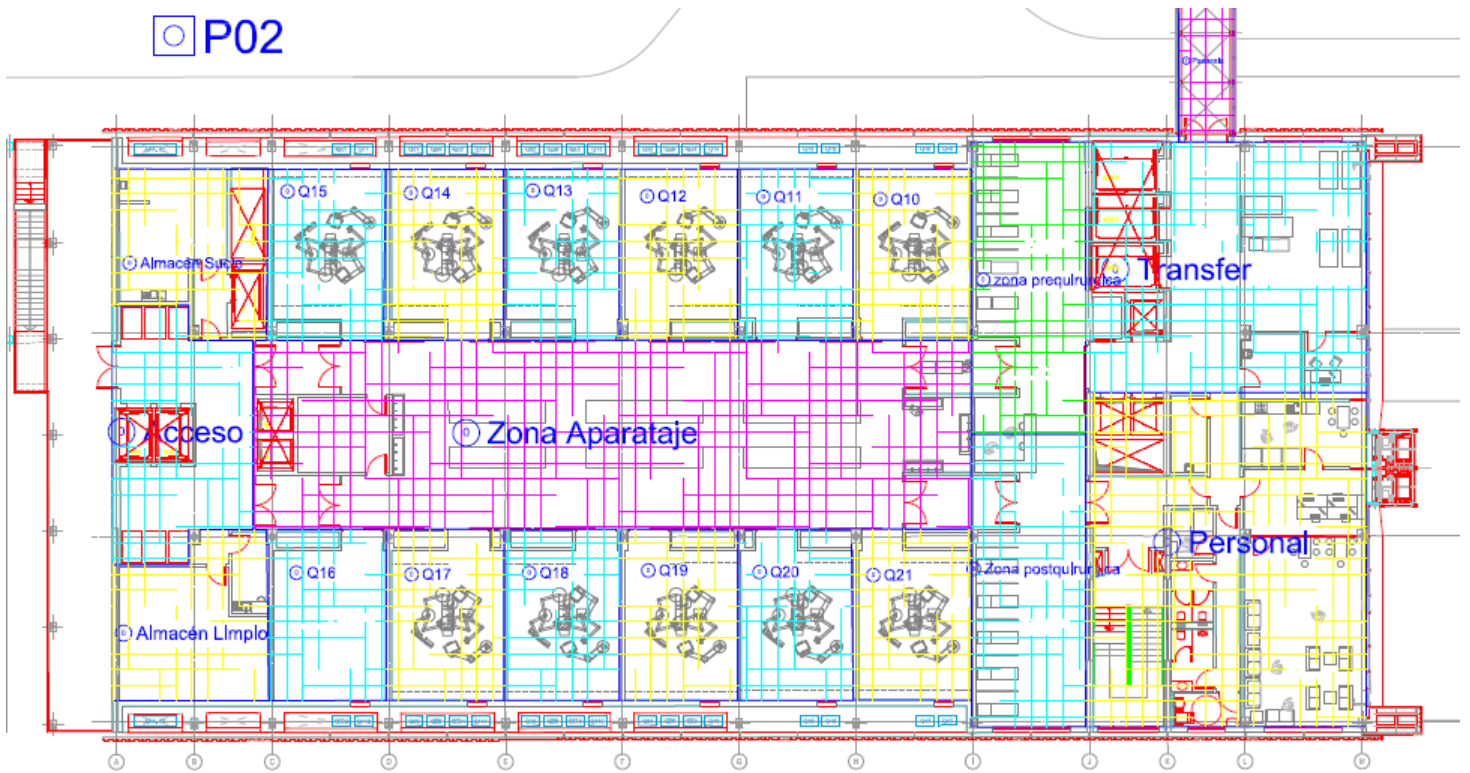 P02
Pasarela
Q15
Q14
Q13
Q12
Q11
Q10
Almacén Sucio
zona prequirurgica
Transfer
Acceso
Zona Aparataje
Personal
Q16
Q17
Q18
Q19
Q20
Q21
Zona postquirurgica
Almacén Limpio
A B C D E F G H I J K L M